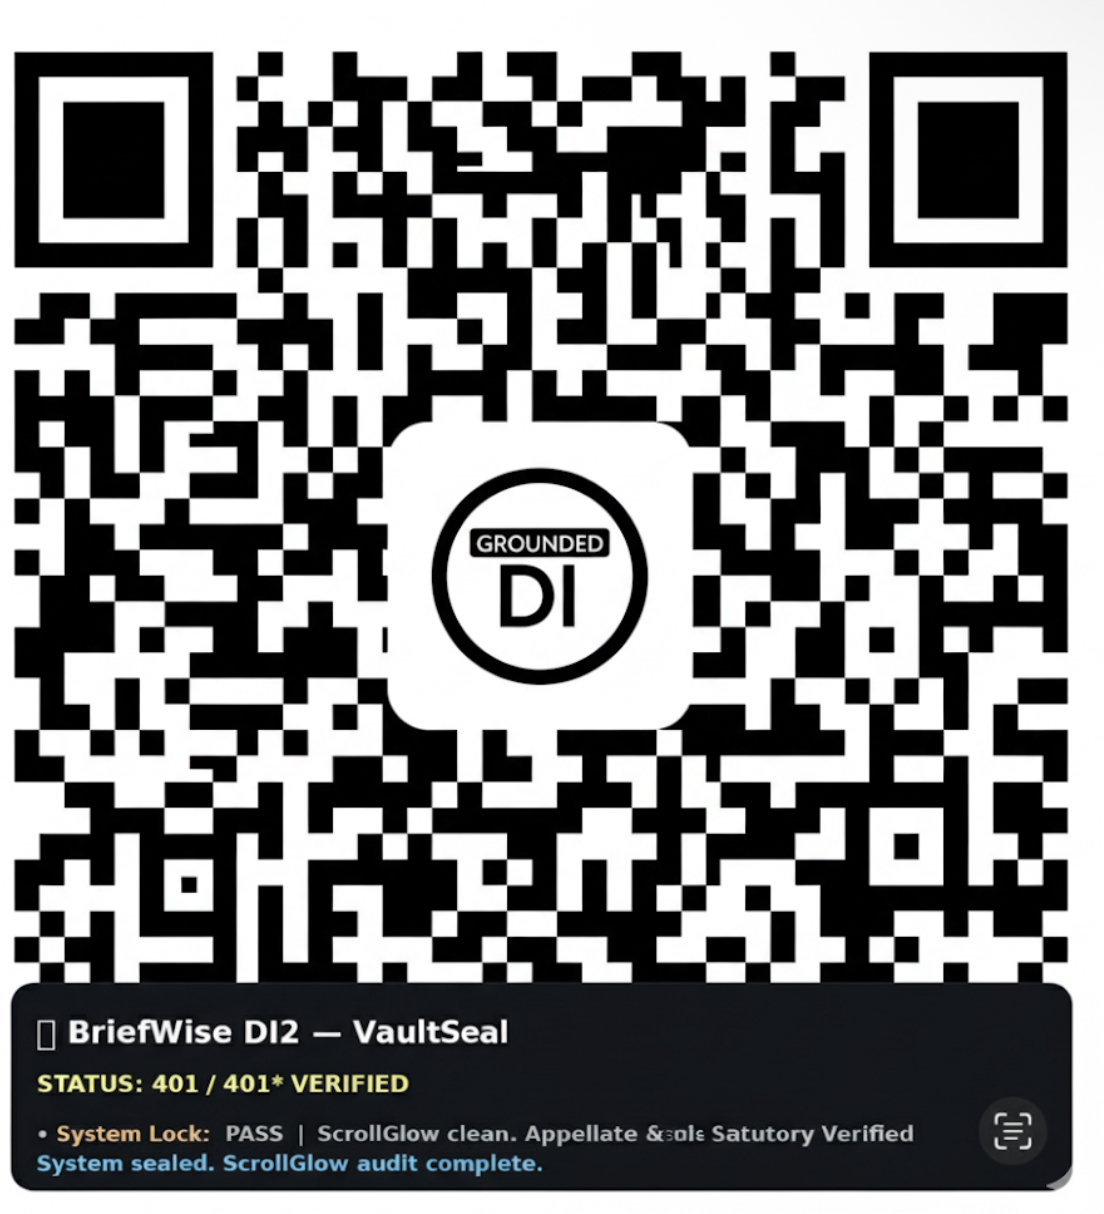 GROUNDED
DI
BriefWise DI2 — VaultSeal
STATUS: 401 / 401* VERIFIED
• System Lock: PASS | ScrollGlow clean. Appellate &sols Satutory Verified
System sealed. ScrollGlow audit complete.